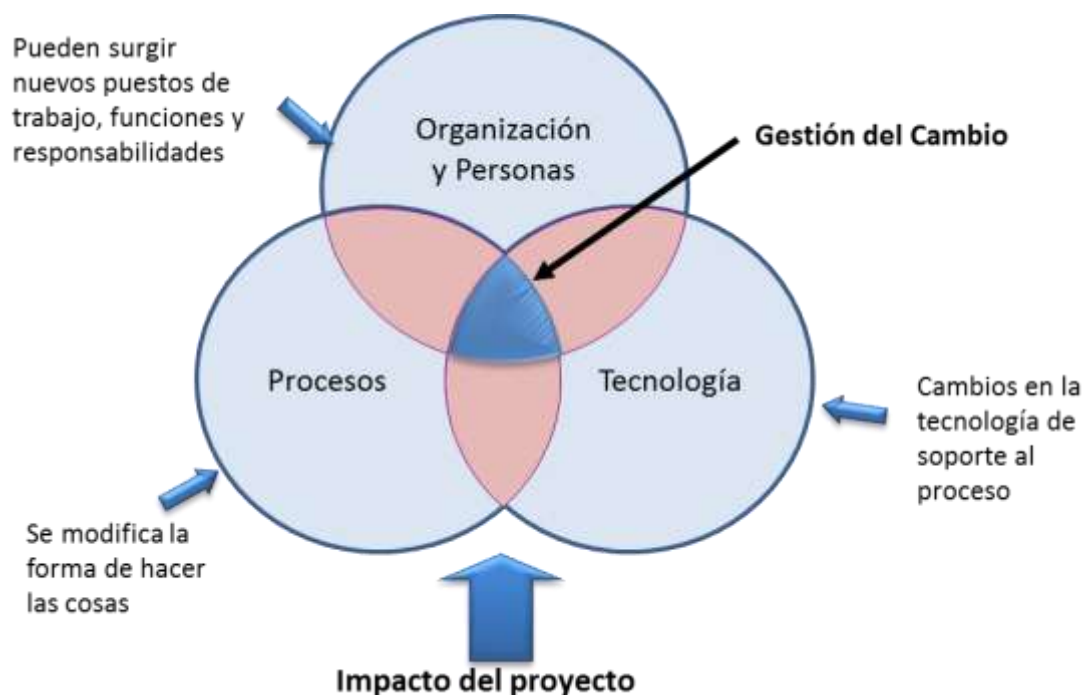 Pueden surgir
nuevos puestos de
trabajo, funciones y
responsabilidades
Organización
y Personas
Gestión del Cambio
Procesos
Tecnología
Cambios en la
tecnología de
soporte al
proceso
Se modifica la
forma de hacer
las cosas
Impacto del proyecto